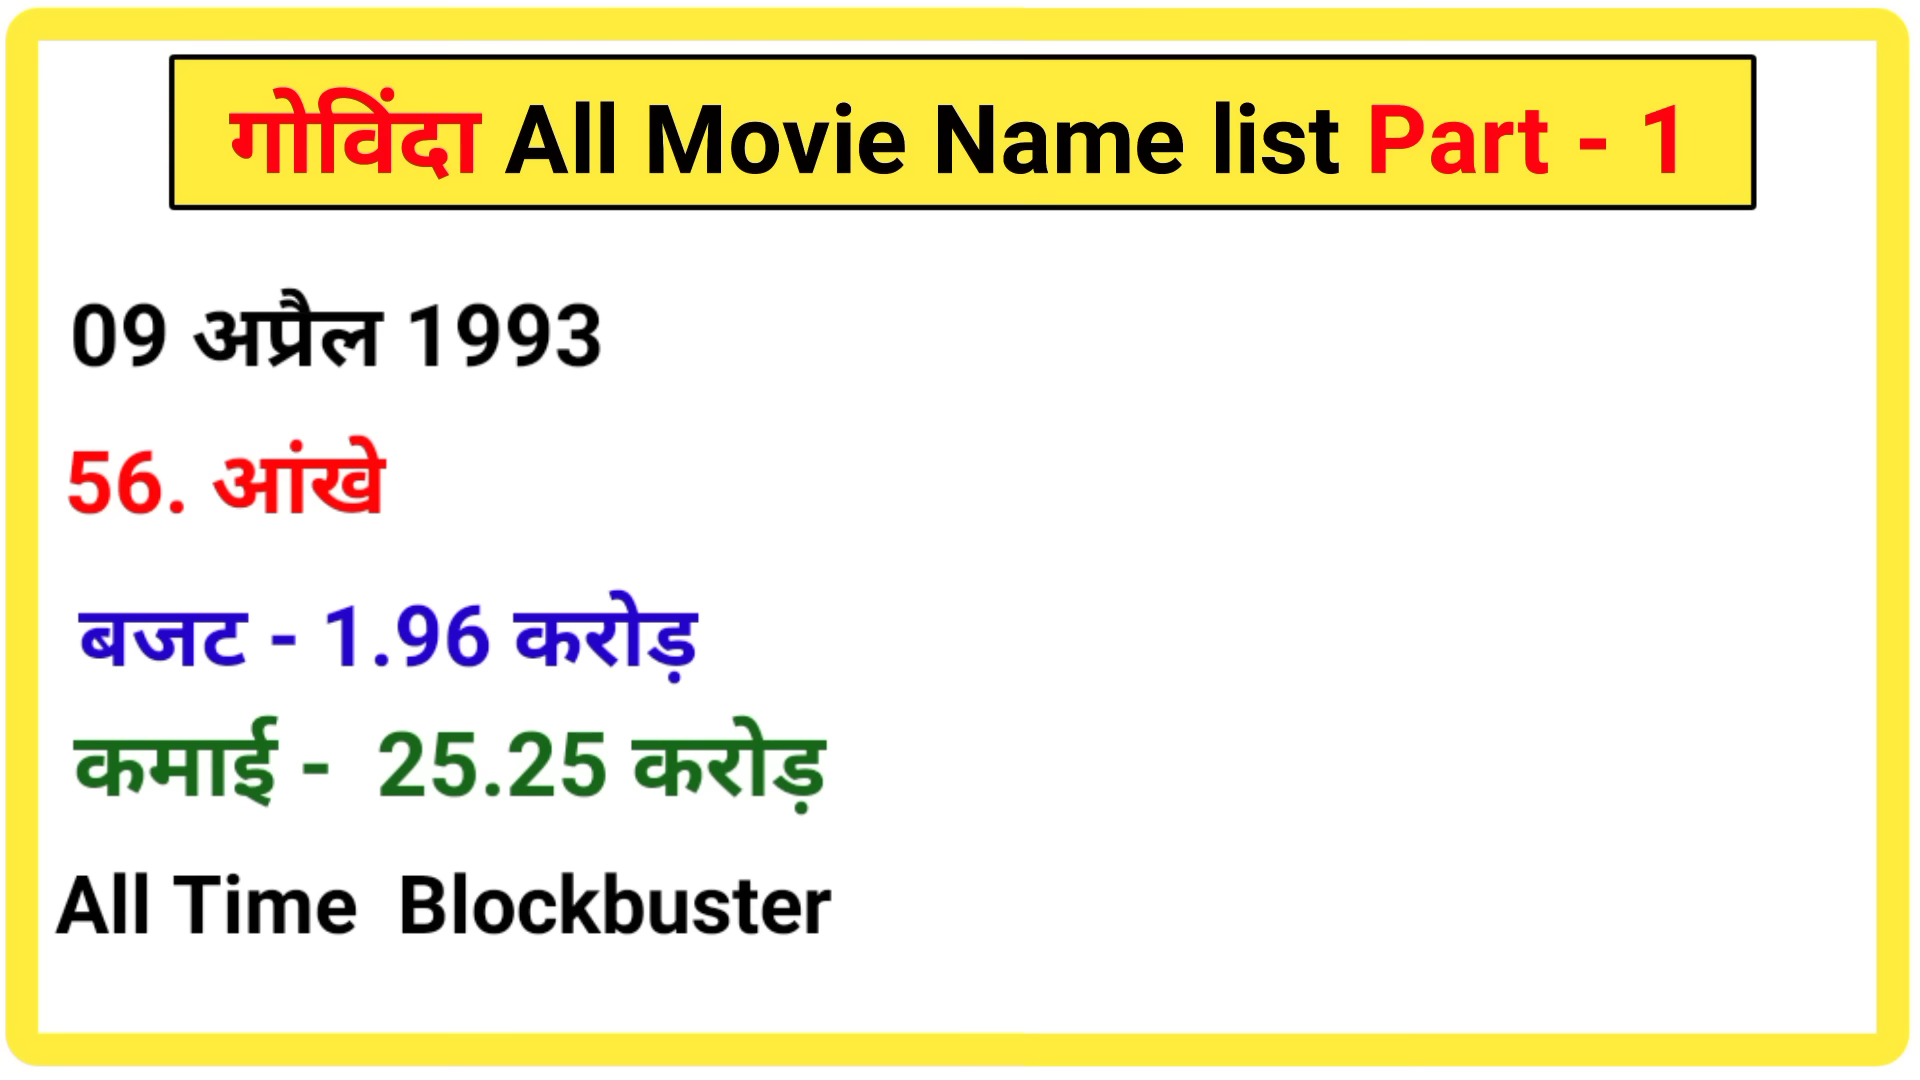 गोविंदा All Movie Name list Part - 1
09 अप्रैल 1993
56. आंखे
बजट - 1.96 करोड़
कमाई - 25.25 करोड़
All Time Blockbuster